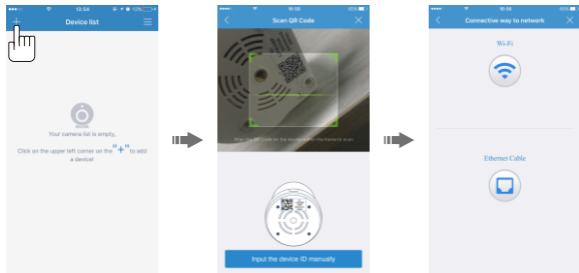 10:54
Device list
Your camera list is empty,
Click on the upper left corner on the "+" to add
a device!
Scan QR Code
Input the device ID manually
Connective way to network
Wi-Fi
Ethernet Cable